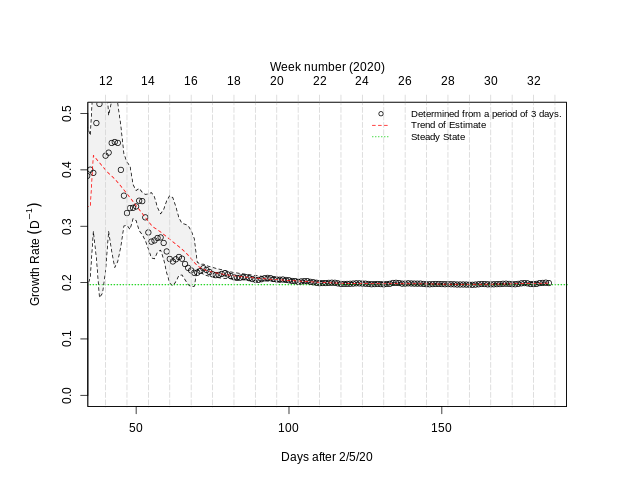 Week number (2020)
12 14 16 18 20 22 24 26 28 30 32
Determined from a period of 3 days.
Trend of Estimate
Steady State
0.5
0.4
0.3
0.2
0.1
0.0
Growth Rate (D⁻¹)
50 100 150
Days after 2/5/20